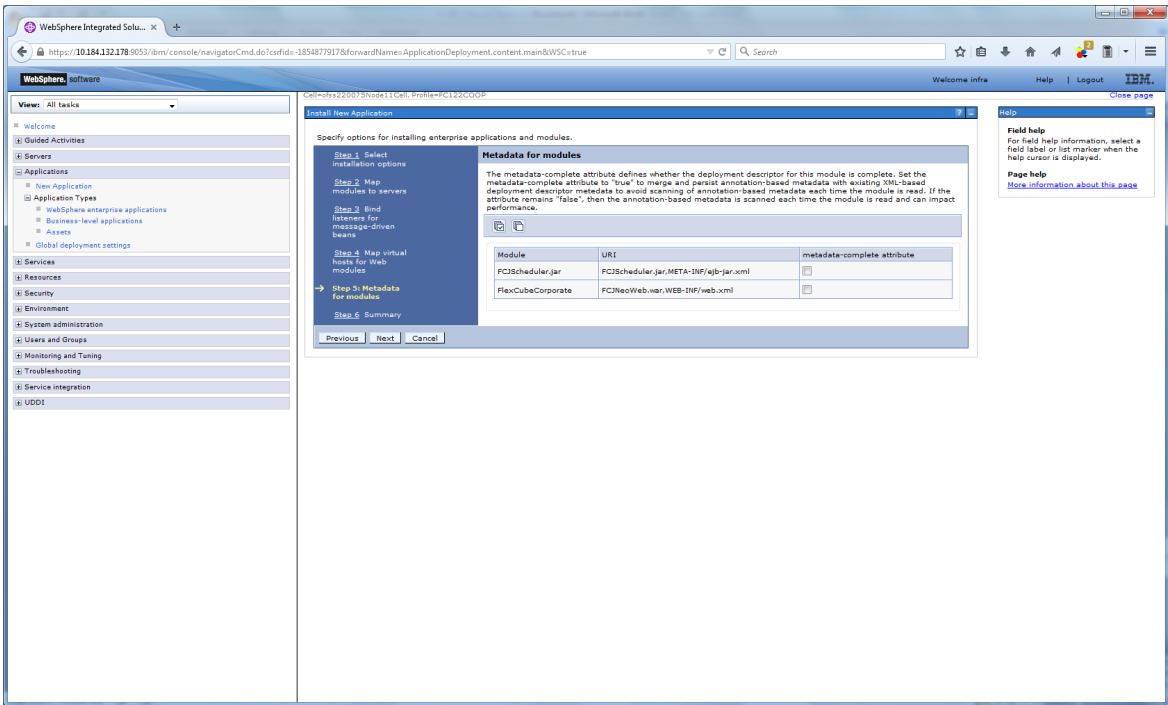 WebSphere Integrated Solu... × +
https://10.184.132.178:9053/ibm/console/navigatorCmd.do?csrfid=-1854877917&forwardName=ApplicationDeployment.content.main&WSC=true
Search
2
WebSphere. software
Welcome infra
Help | Logout
IBM.
Cell=ofss220075Node11Cell, Profile=FC122COOP
Close page
View: All tasks
Welcome
Guided Activities
Servers
Applications
New Application
Application Types
WebSphere enterprise applications
Business-level applications
Assets
Global deployment settings
Services
Resources
Security
Environment
System administration
Users and Groups
Monitoring and Tuning
Troubleshooting
Service integration
UDDI
Install New Application
Specify options for installing enterprise applications and modules.
Step 1 Select
installation options
Step 2 Map
modules to servers
Step 3 Bind
listeners for
message-driven
beans
Step 4 Map virtual
hosts for Web
modules
Step 5: Metadata
for modules
Step 6 Summary
Metadata for modules
The metadata-complete attribute defines whether the deployment descriptor for this module is complete. Set the
metadata-complete attribute to "true" to merge and persist annotation-based metadata with existing XML-based
deployment descriptor metedata to avoid scanning of annotation-based metadata each time the module is read. If the
attribute remains "false", then the annotation-based metadata is scanned each time the module is read and can impact
performance.
Module URI metadata-complete attribute
FCJScheduler.jar FCJScheduler.jar,META-INF/ejb-jar.xml
FlexCubeCorporate FCJNeoWeb.war,WEB-INF/web.xml
Previous Next Cancel
Help
Field help
For field help information, select a
field label or list marker when the
help cursor is displayed.
Page help
More information about this page